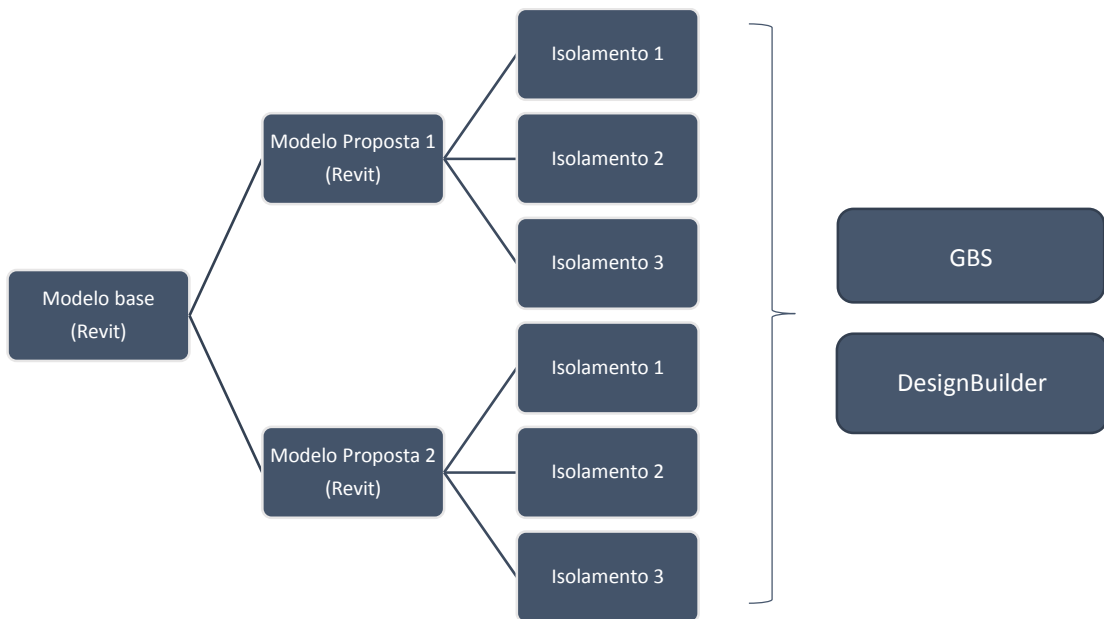 Modelo base
(Revit)
Modelo Proposta 1
(Revit)
Isolamento 1
Isolamento 2
Isolamento 3
Modelo Proposta 2
(Revit)
Isolamento 1
Isolamento 2
Isolamento 3
GBS
DesignBuilder